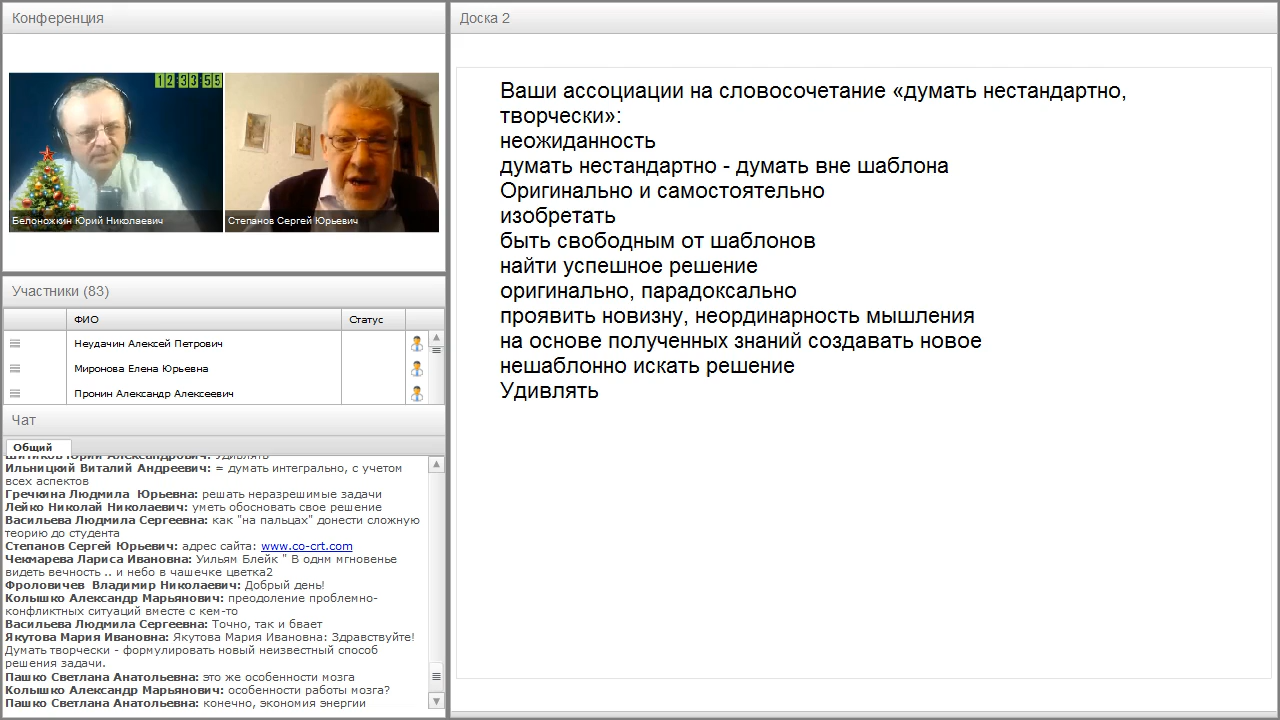 Конференция
12:33:55
Белоножкин Юрий Николаевич
Степанов Сергей Юрьевич
Участники (83)
ФИО
Статус
Неудачин Алексей Петрович
Миронова Елена Юрьевна
Пронин Александр Алексеевич
Чат
Общий
Шитиков Юрий Александрович: Удивлять
Ильницкий Виталий Андреевич: = думать интегрально, с учетом
всех аспектов
Гречкина Людмила Юрьевна: решать неразрешимые задачи
Лейко Николай Николаевич: уметь обосновать свое решение
Васильева Людмила Сергеевна: как "на пальцах" донести сложную
теорию до студента
Степанов Сергей Юрьевич: адрес сайта: www.co-crt.com
Чекмарева Лариса Ивановна: Уильям Блейк " В однм мгновенье
видеть вечность .. и небо в чашечке цветка2
Фроловичев Владимир Николаевич: Добрый день!
Колышко Александр Марьянович: преодоление проблемно-
конфликтных ситуаций вместе с кем-то
Васильева Людмила Сергеевна: Точно, так и бвает
Якутова Мария Ивановна: Якутова Мария Ивановна: Здравствуйте!
Думать творчески - формулировать новый неизвестный способ
решения задачи.
Пашко Светлана Анатольевна: это же особенности мозга
Колышко Александр Марьянович: особенности работы мозга?
Пашко Светлана Анатольевна: конечно, экономия энергии
Доска 2
Ваши ассоциации на словосочетание «думать нестандартно,
творчески»:
неожиданность
думать нестандартно - думать вне шаблона
Оригинально и самостоятельно
изобретать
быть свободным от шаблонов
найти успешное решение
оригинально, парадоксально
проявить новизну, неординарность мышления
на основе полученных знаний создавать новое
нешаблонно искать решение
Удивлять